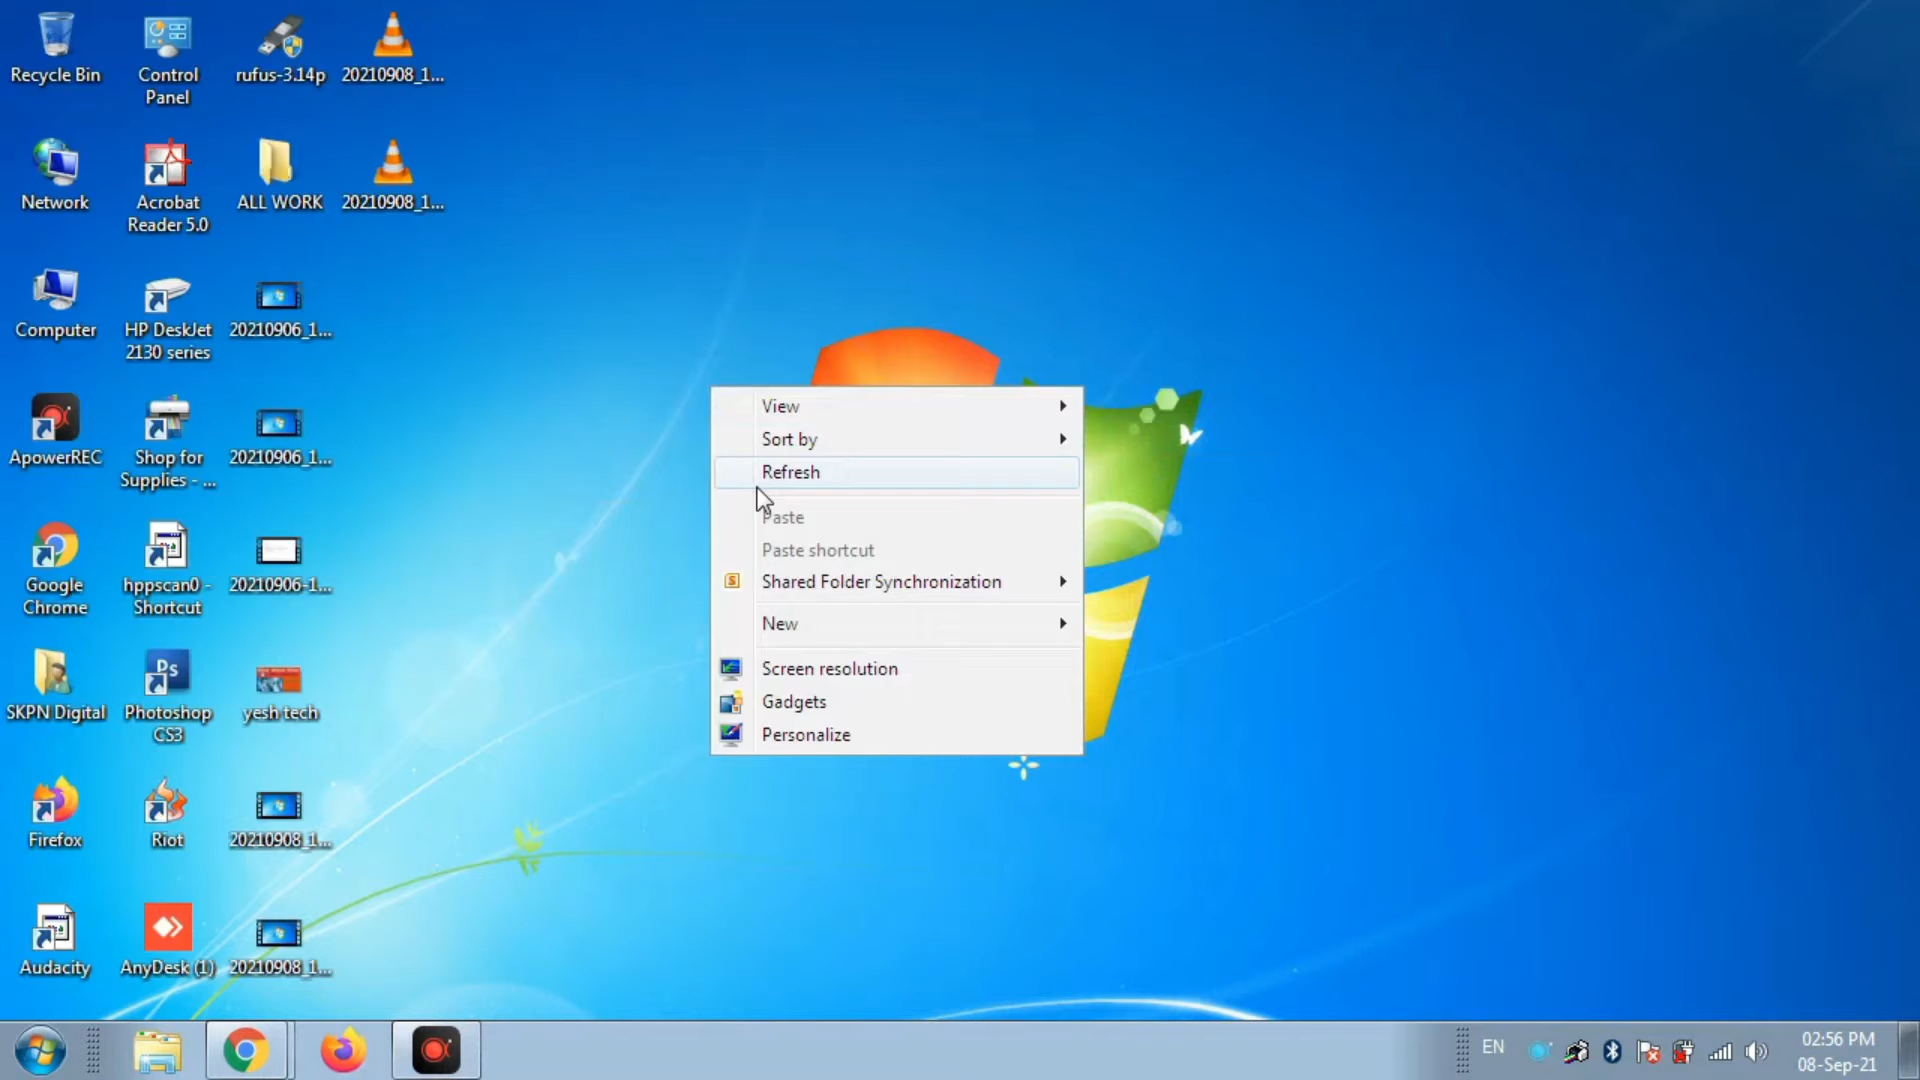 Recycle Bin
Control
Panel
rufus-3.14p
20210908_1...
Network
Acrobat
Reader 5.0
ALL WORK
20210908_1...
Computer
HP DeskJet
2130 series
20210906_1...
ApowerREC
Shop for
Supplies - ...
20210906_1...
Google
Chrome
hppscan0 -
Shortcut
20210906-1...
SKPN Digital
Ps
Photoshop
CS3
yesh tech
Firefox
Riot
20210908_1...
Audacity
AnyDesk (1)
20210908_1...
View
Sort by
Refresh
Paste
Paste shortcut
S
Shared Folder Synchronization
New
Screen resolution
Gadgets
Personalize
EN
02:56 PM
08-Sep-21